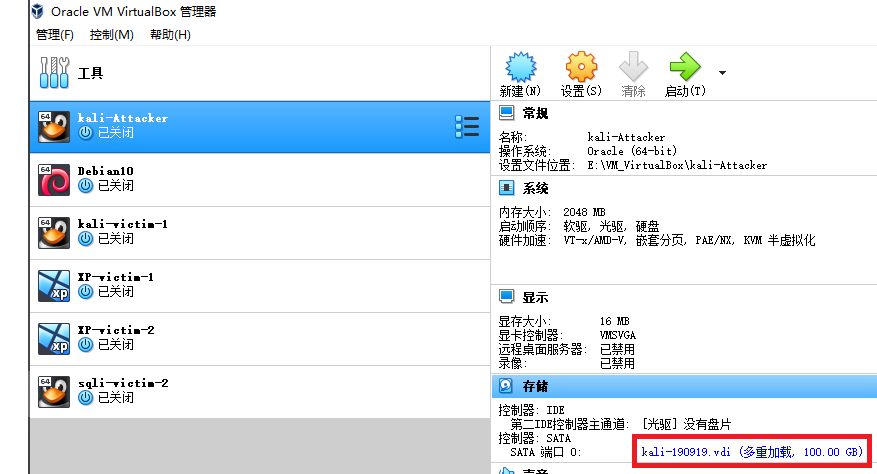 Oracle VM VirtualBox 管理器
管理(F) 控制(M) 帮助(H)
工具
64 kali-Attacker
已关闭
64 Debian10
已关闭
64 kali-victim-1
已关闭
xp XP-victim-1
已关闭
xp XP-victim-2
已关闭
64 sqli-victim-2
已关闭
新建(N) 设置(S) 清除 启动(T)
常规
名称: kali-Attacker
操作系统: Oracle (64-bit)
设置文件位置: E:\VM_VirtualBox\kali-Attacker
系统
内存大小: 2048 MB
启动顺序: 软驱, 光驱, 硬盘
硬件加速: VT-x/AMD-V, 嵌套分页, PAE/NX, KVM 半虚拟化
显示
显存大小: 16 MB
显卡控制器: VMSVGA
远程桌面服务器: 已禁用
录像: 已禁用
存储
控制器: IDE
第二IDE控制器主通道: [光驱] 没有盘片
控制器: SATA
SATA 端口 0: kali-190919.vdi (多重加载, 100.00 GB)